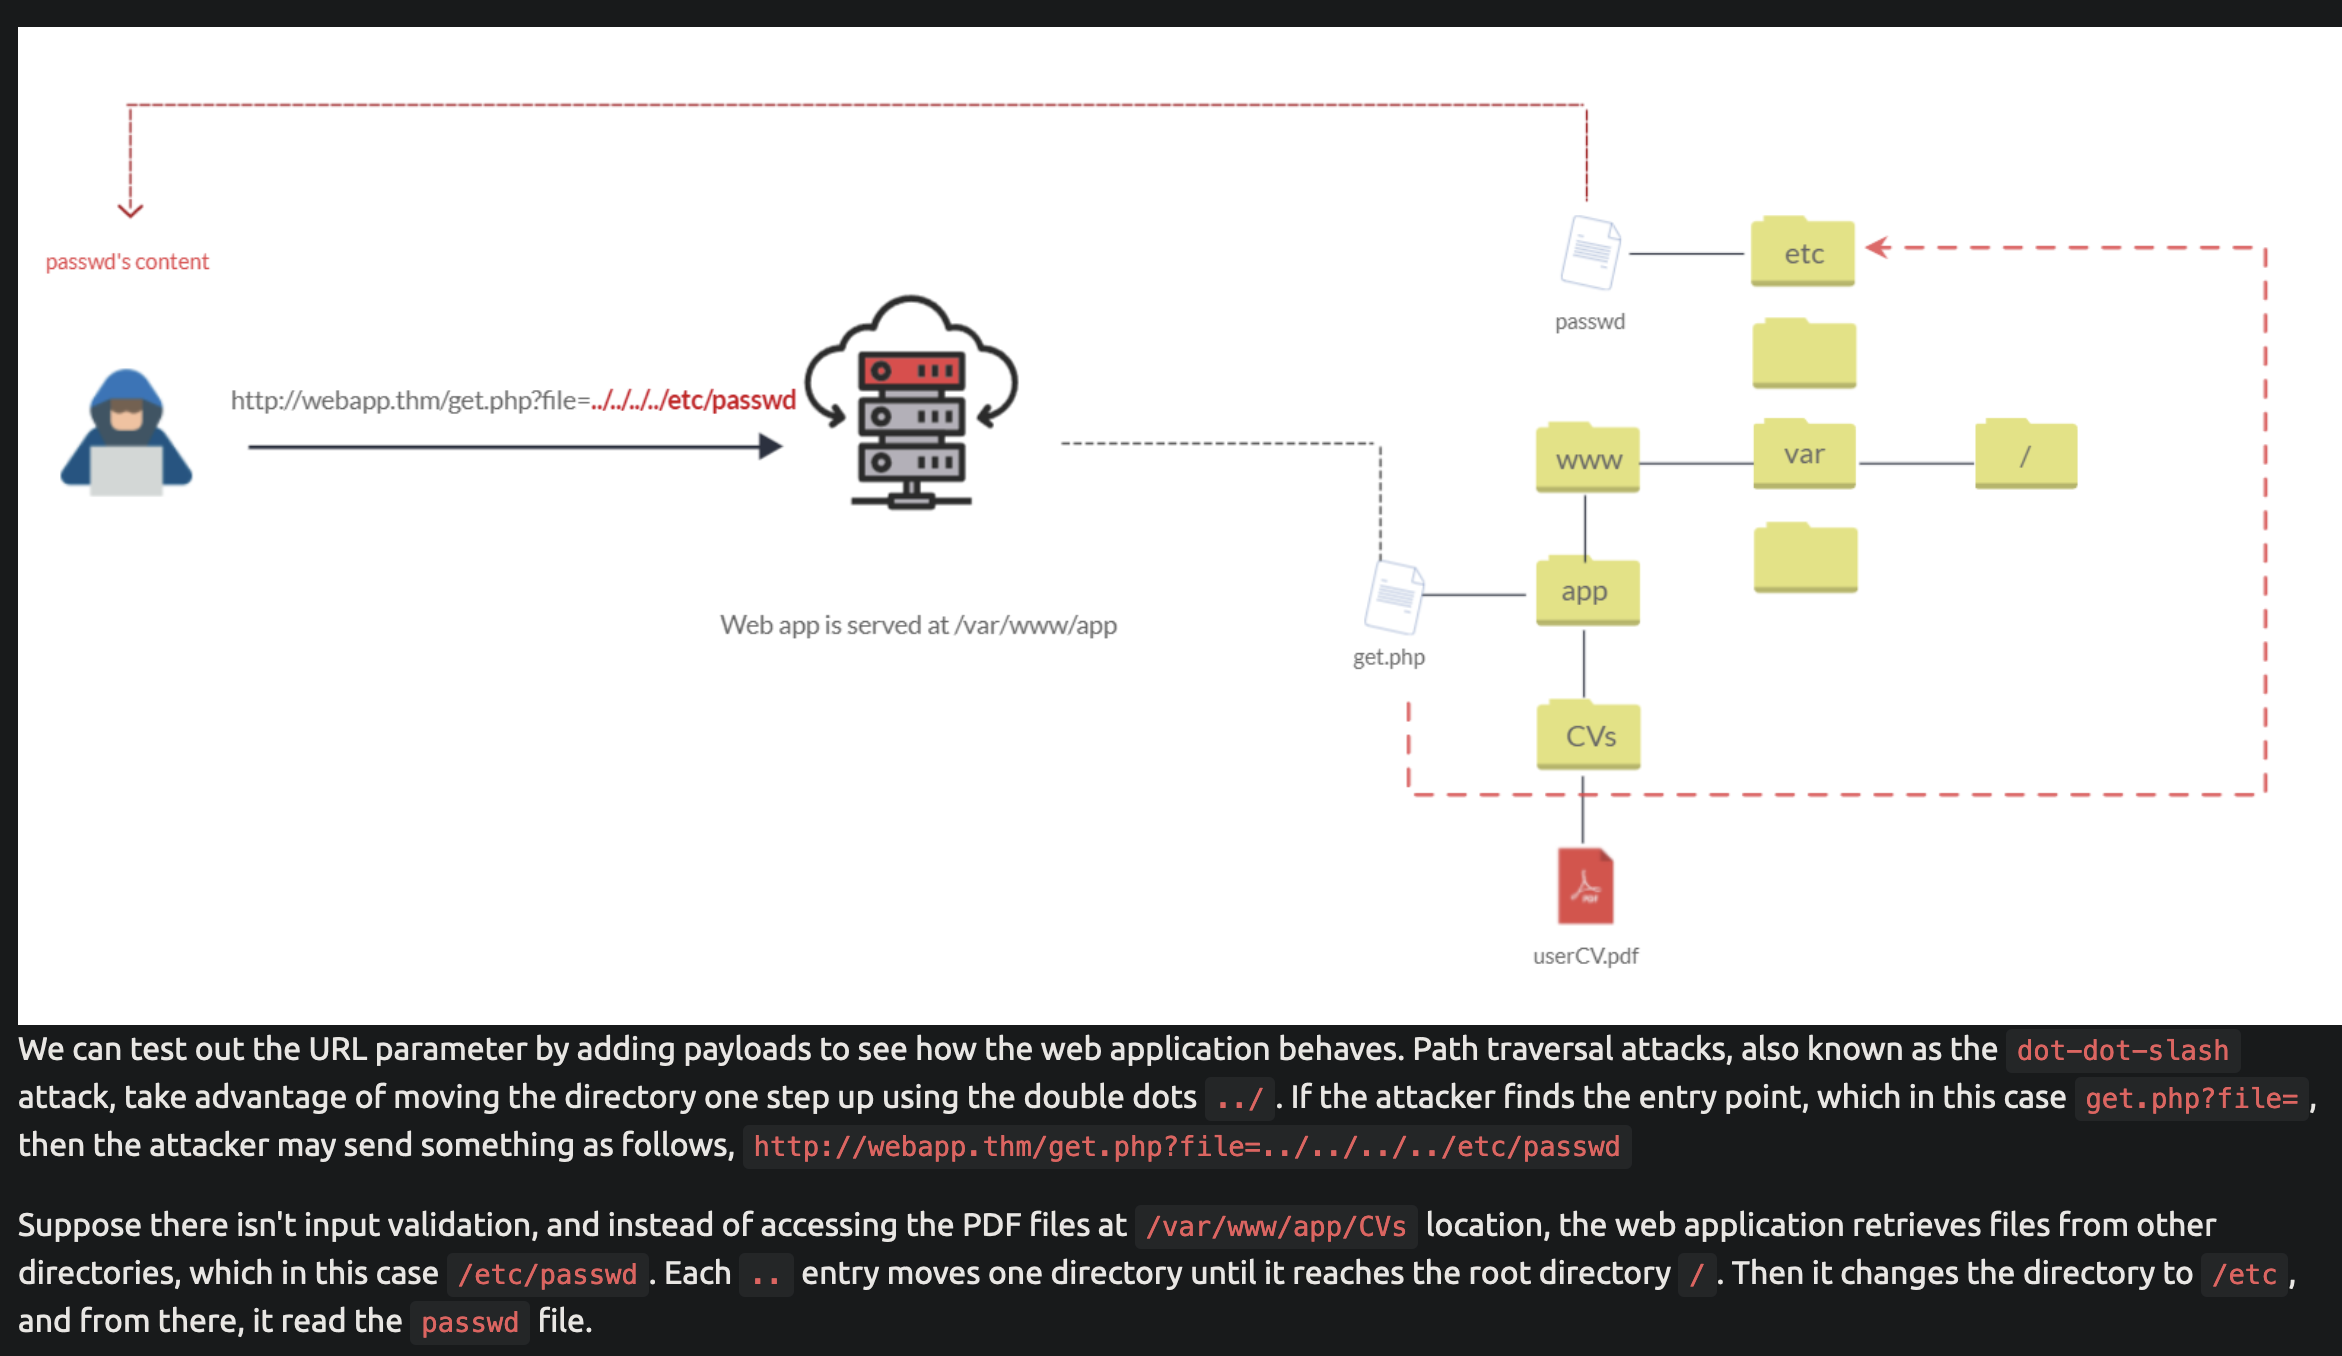 passwd's content
etc
passwd
http://webapp.thm/get.php?file=../../../../etc/passwd
www
var
/
app
Web app is served at /var/www/app
get.php
CVs
PDF
userCV.pdf
We can test out the URL parameter by adding payloads to see how the web application behaves. Path traversal attacks, also known as the dot-dot-slash
attack, take advantage of moving the directory one step up using the double dots ../. If the attacker finds the entry point, which in this case get.php?file=,
then the attacker may send something as follows, http://webapp.thm/get.php?file=../../../../etc/passwd
Suppose there isn't input validation, and instead of accessing the PDF files at /var/www/app/CVs location, the web application retrieves files from other
directories, which in this case /etc/passwd. Each .. entry moves one directory until it reaches the root directory /. Then it changes the directory to /etc,
and from there, it read the passwd file.